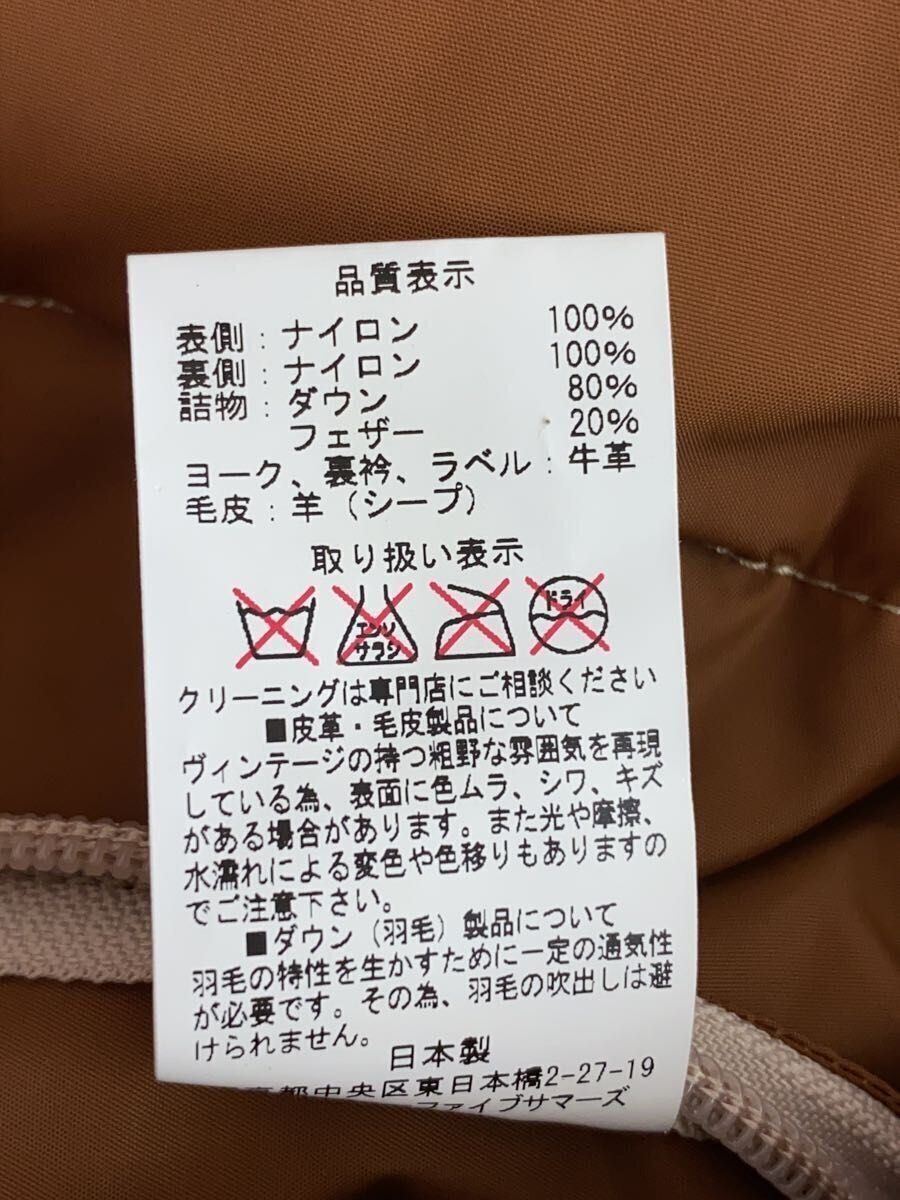 品質表示
表側：ナイロン 100%
裏側：ナイロン 100%
詰物：ダウン 80%
フェザー 20%
ヨーク、裏衿、ラベル：牛革
毛皮：羊（シープ）
取り扱い表示
エンソサラシ ドライ
クリーニングは専門店にご相談ください
■皮革・毛皮製品について
ヴィンテージの持つ粗野な雰囲気を再現
している為、表面に色ムラ、シワ、キズ
がある場合があります。また光や摩擦、
水濡れによる変色や色移りもありますの
でご注意下さい。
■ダウン（羽毛）製品について
羽毛の特性を生かすために一定の通気性
が必要です。その為、羽毛の吹出しは避
けられません。
日本製
京都中央区東日本橋2-27-19
ファイブサマーズ